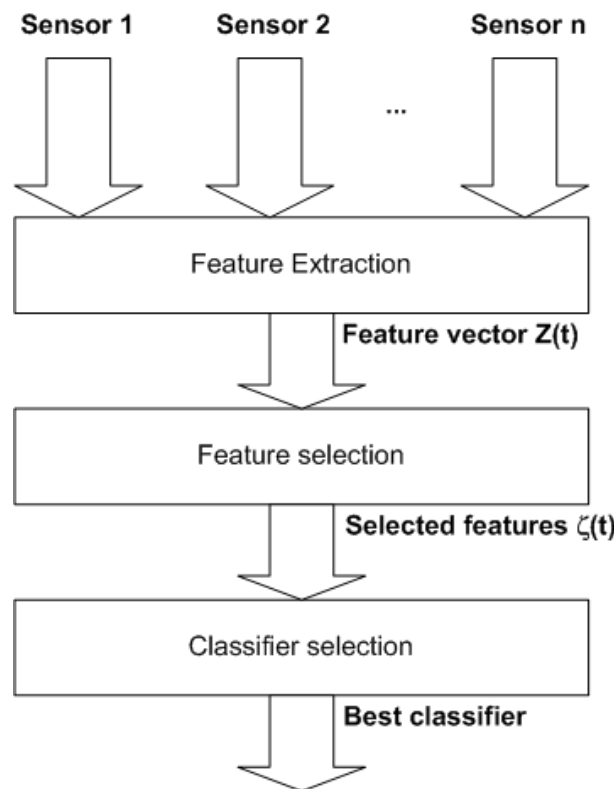 Sensor 1 Sensor 2 Sensor n
...
Feature Extraction
Feature vector Z(t)
Feature selection
Selected features ζ(t)
Classifier selection
Best classifier